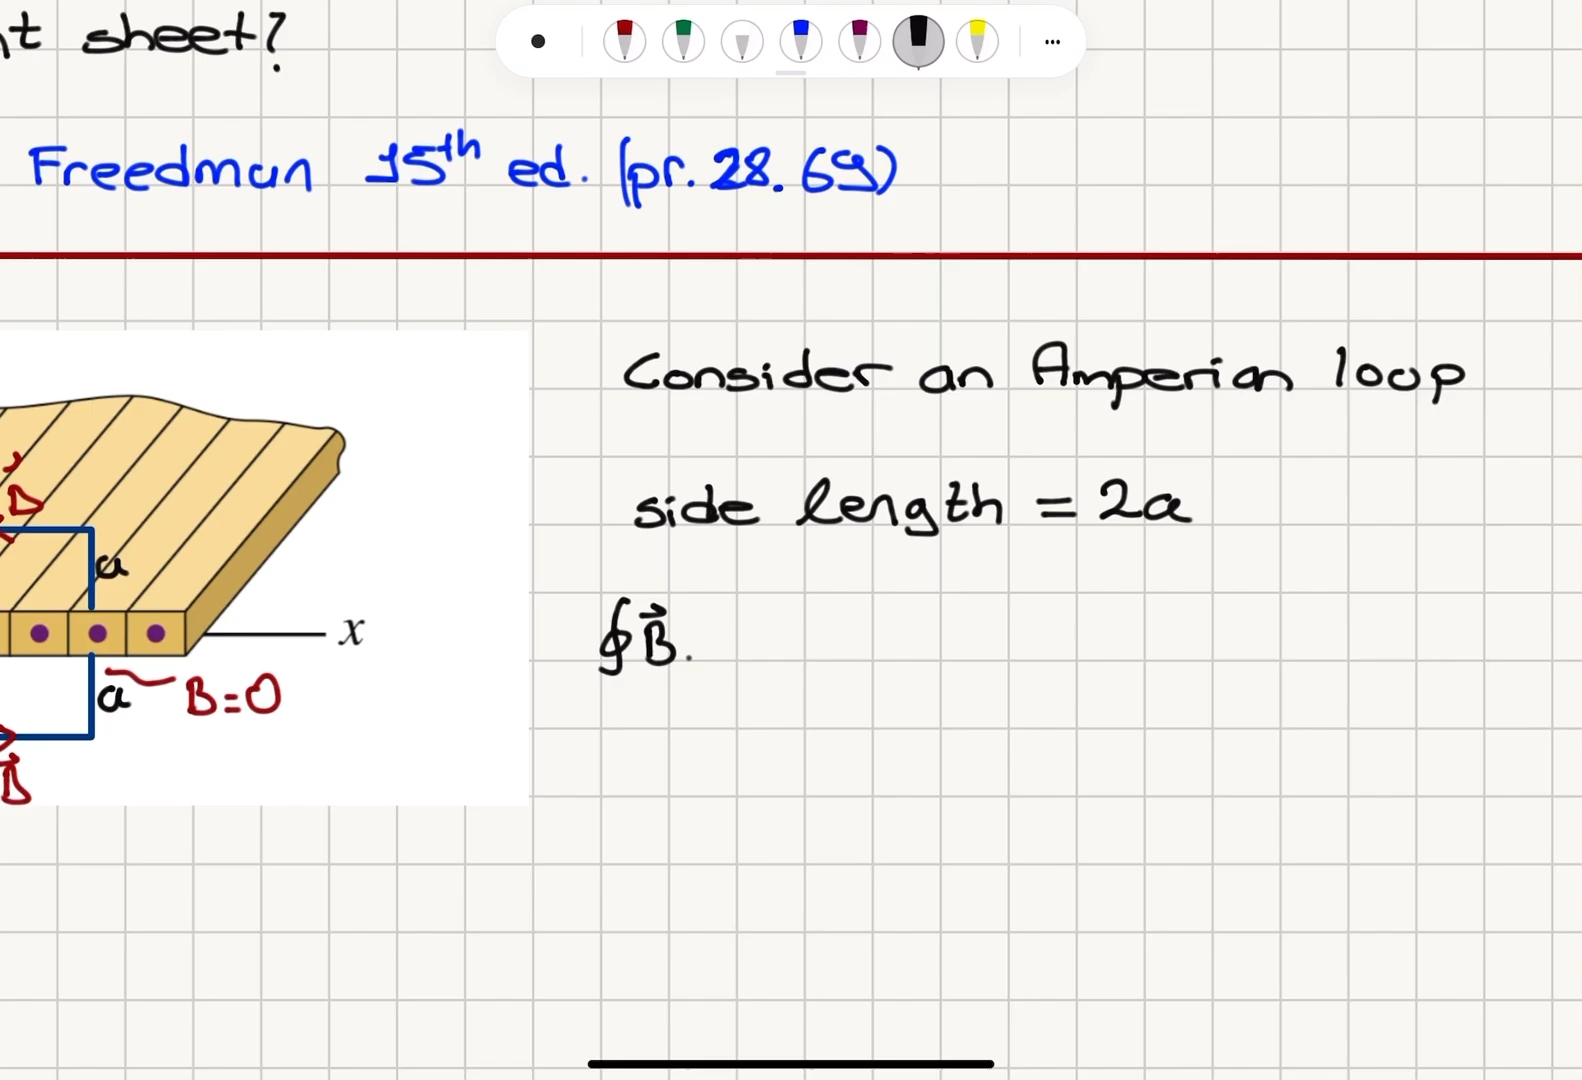 t sheet?
Freedman 15th ed. (pr. 28.69)
Consider an Amperian loop
side length = 2a
∮B⃗.
a
x
a
B=0
B⃗